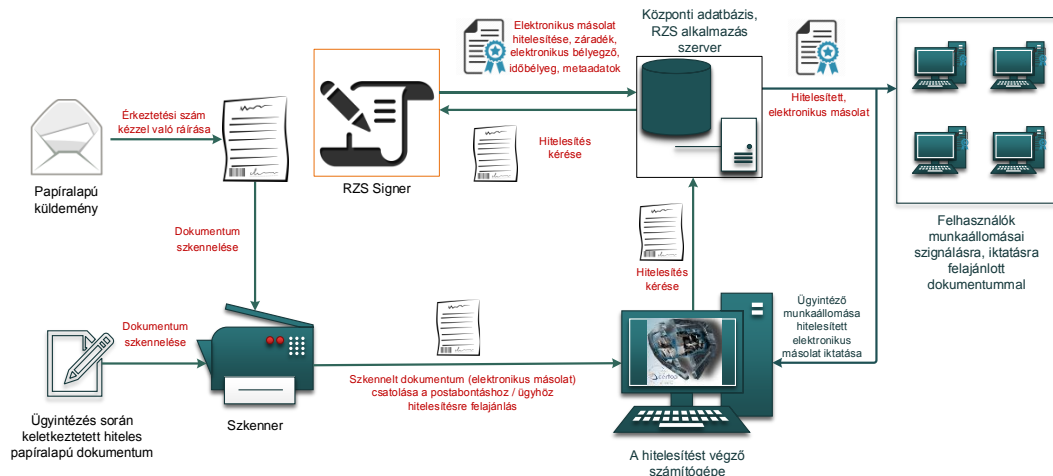 Elektronikus másolat
hitelesítése, záradék,
elektronikus bélyegző,
időbélyeg, metaadatok
Központi adatbázis,
RZS alkalmazás
szerver
Érkeztetési szám
kézzel való ráírása
Hitelesítés
kérése
Hitelesített,
elektronikus másolat
Papíralapú
küldemény
RZS Signer
Felhasználók
munkaállomásai
szignálásra, iktatásra
felajánlott
dokumentummal
Dokumentum
szkennelése
Hitelesítés
kérése
Dokumentum
szkennelése
Ügyintéző
munkaállomása
hitelesített
elektronikus
másolat iktatása
Szkennelt dokumentum (elektronikus másolat)
csatolása a postabontáshoz / ügyhöz
hitelesítésre felajánlás
Ügyintézés során
keletkeztetett hiteles
papíralapú dokumentum
Szkenner
A hitelesítést végző
számítógépe